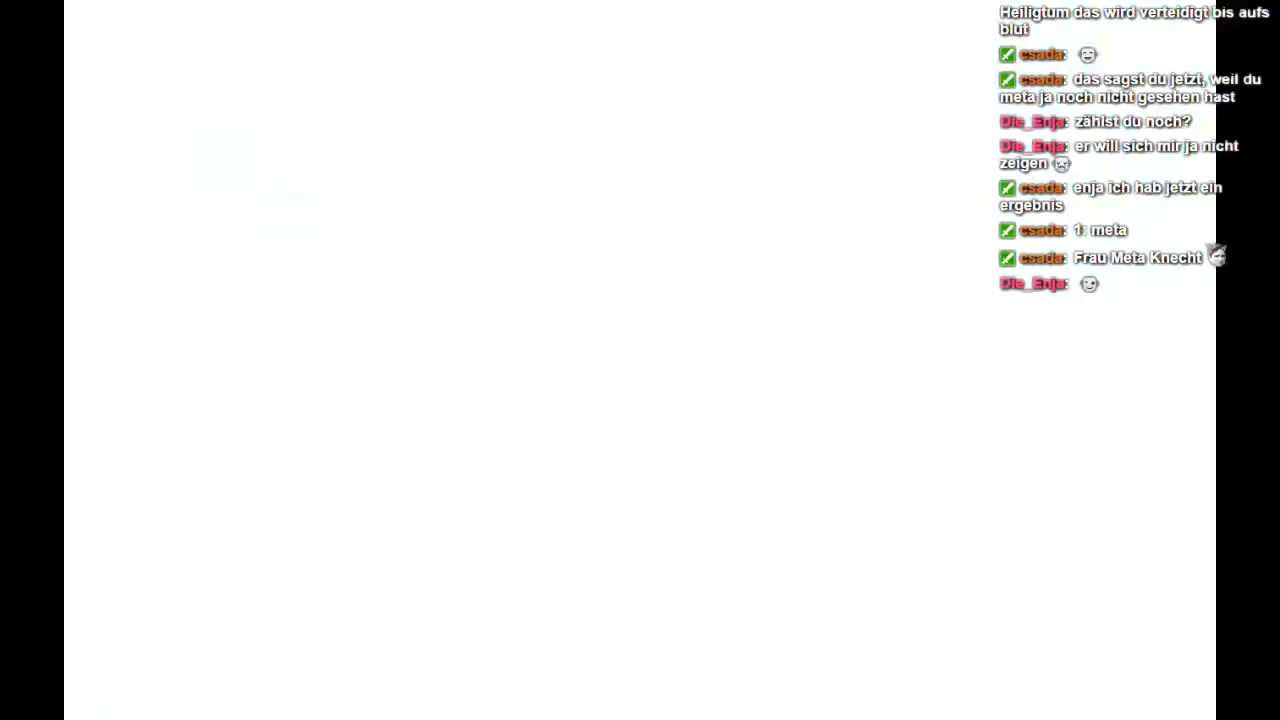 Heiligtum das wird verteidigt bis aufs
blut
csada:
csada: das sagst du jetzt, weil du
meta ja noch nicht gesehen hast
Die_Enja: zählst du noch?
Die_Enja: er will sich mir ja nicht
zeigen
csada: enja ich hab jetzt ein
ergebnis
csada: 1: meta
csada: Frau Meta Knecht
Die_Enja: